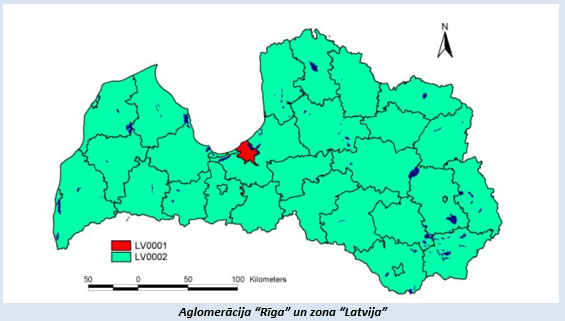 N
LV0001
LV0002
50 0 50 100 Kilometers
Aglomerācija “Rīga” un zona “Latvija”